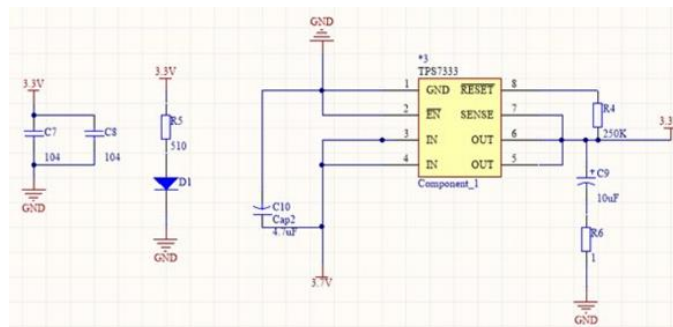 GND
*3
TPS7333
3.3V
3.3V
1 GND RESET 8
2 EN SENSE 7
3 IN OUT 6
4 IN OUT 5
Component_1
R4
250K
3.3
C7
104
C8
104
R5
510
D1
C10
Cap2
4.7uF
C9
+
10uF
R6
1
3.7V
GND
GND
GND